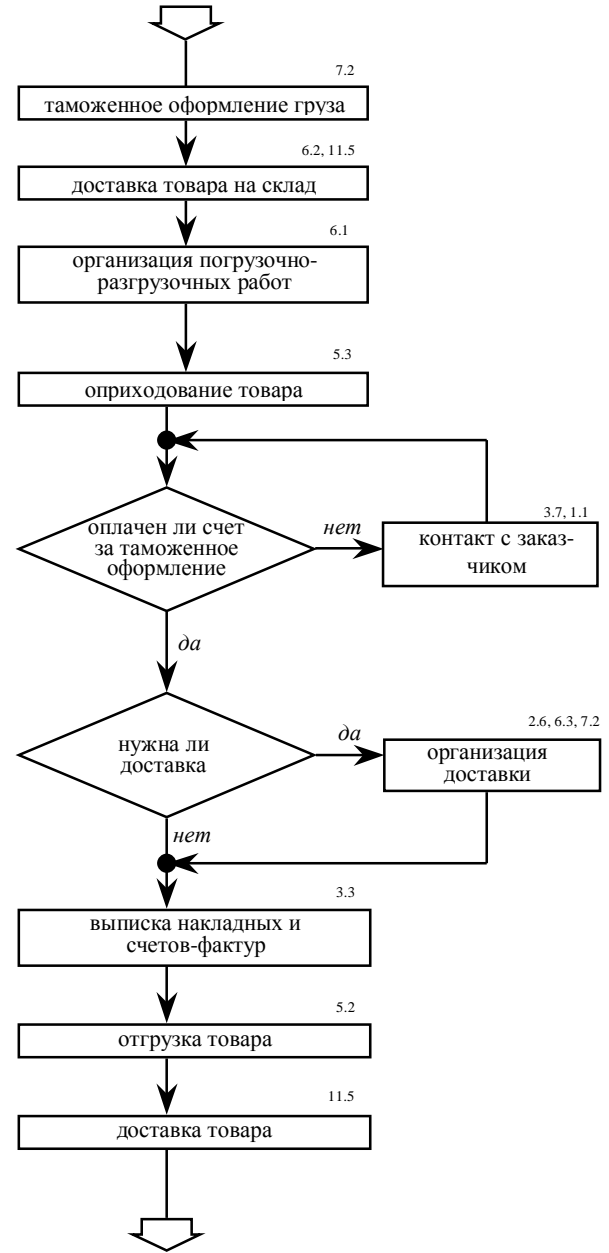 7.2
таможенное оформление груза
6.2, 11.5
доставка товара на склад
6.1
организация погрузочно-
разгрузочных работ
5.3
оприходование товара
оплачен ли счет
за таможенное
оформление
нет
3.7, 1.1
контакт с заказ-
чиком
да
нужна ли
доставка
да
2.6, 6.3, 7.2
организация
доставки
нет
3.3
выписка накладных и
счетов-фактур
5.2
отгрузка товара
11.5
доставка товара